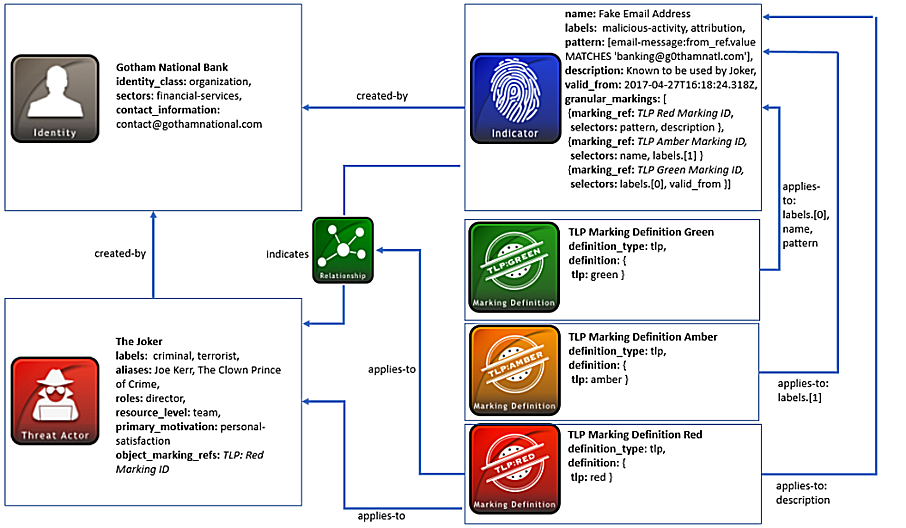 Gotham National Bank
identity_class: organization,
sectors: financial-services,
contact_information:
contact@gothamnational.com
Identity
created-by
name: Fake Email Address
labels:  malicious-activity, attribution,
pattern: [email-message:from_ref.value
MATCHES 'banking@g0thamnatl.com'],
description: Known to be used by Joker,
valid_from: 2017-04-27T16:18:24.318Z,
granular_markings: [
{marking_ref: TLP Red Marking ID,
selectors: pattern, description },
{marking_ref: TLP Amber Marking ID,
selectors: name, labels.[1] }
{marking_ref: TLP Green Marking ID,
selectors: labels.[0], valid_from }]
Indicator
applies-
to:
labels.[0],
name,
pattern
created-by
Indicates
Relationship
TLP Marking Definition Green
definition_type: tlp,
definition: {
tlp: green }
TLP:GREEN
Marking Definition
The Joker
labels:  criminal, terrorist,
aliases: Joe Kerr, The Clown Prince
of Crime,
roles: director,
resource_level: team,
primary_motivation: personal-
satisfaction
object_marking_refs: TLP: Red
Marking ID
Threat Actor
applies-to
TLP Marking Definition Amber
definition_type: tlp,
definition: {
tlp: amber }
TLP:AMBER
Marking Definition
applies-to:
labels.[1]
TLP Marking Definition Red
definition_type: tlp,
definition: {
tlp: red }
TLP:RED
Marking Definition
applies-to:
description
applies-to